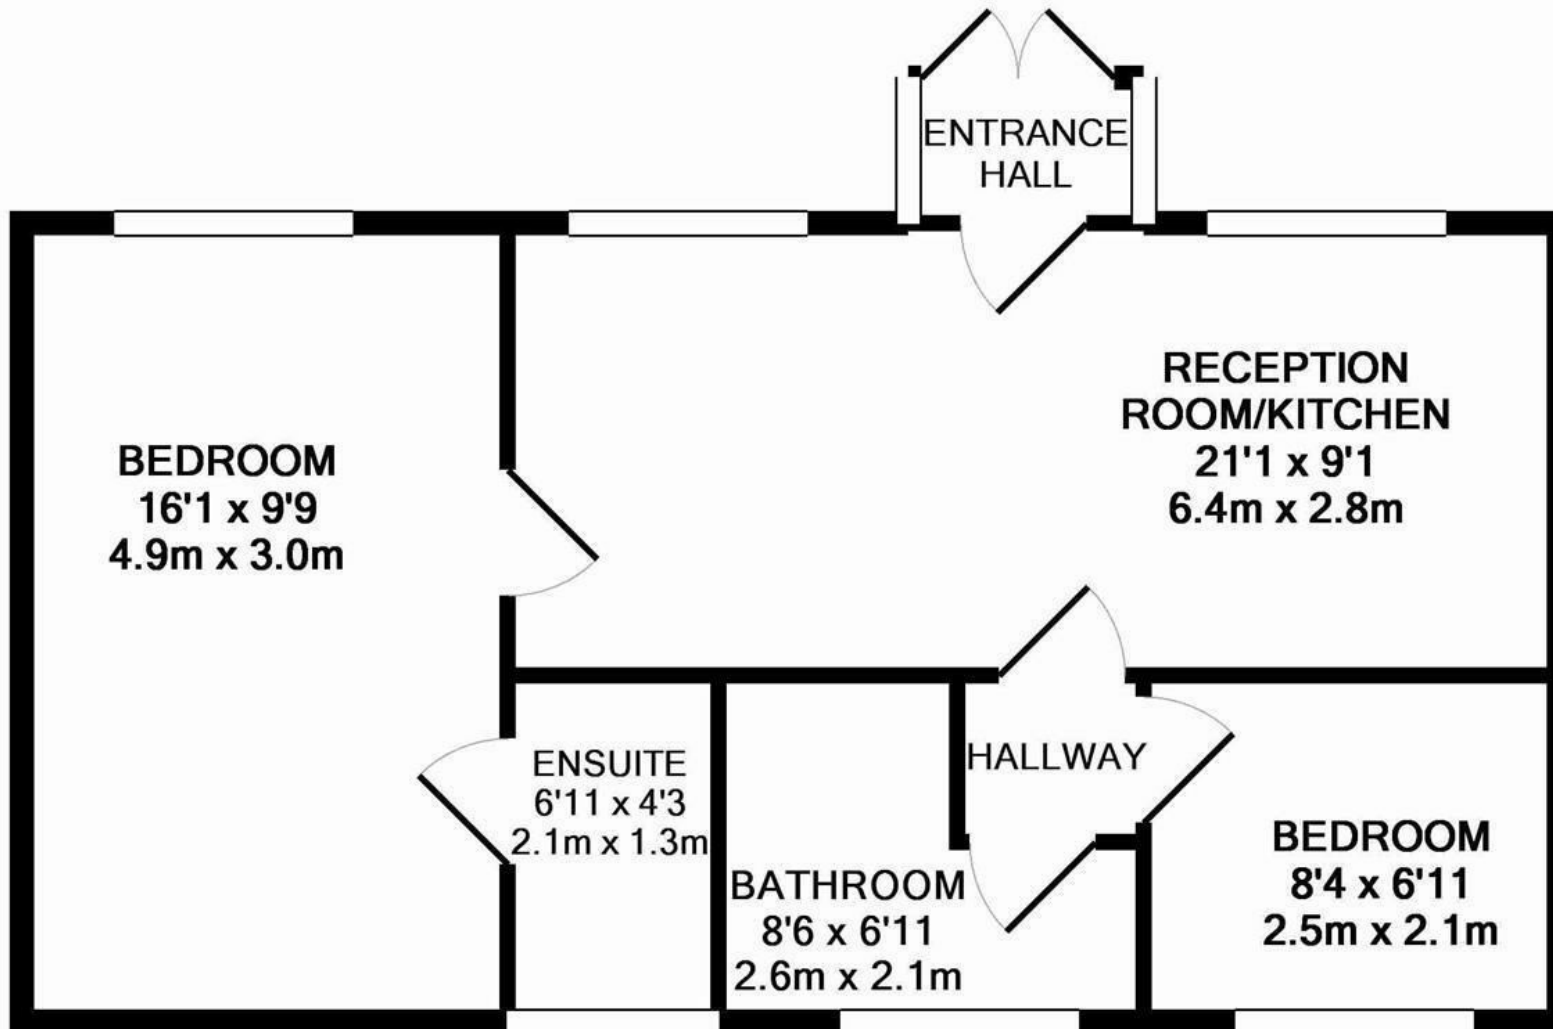 ENTRANCE
HALL
RECEPTION
ROOM/KITCHEN
21'1 x 9'1
6.4m x 2.8m
BEDROOM
16'1 x 9'9
4.9m x 3.0m
ENSUITE
6'11 x 4'3
2.1m x 1.3m
HALLWAY
BATHROOM
8'6 x 6'11
2.6m x 2.1m
BEDROOM
8'4 x 6'11
2.5m x 2.1m